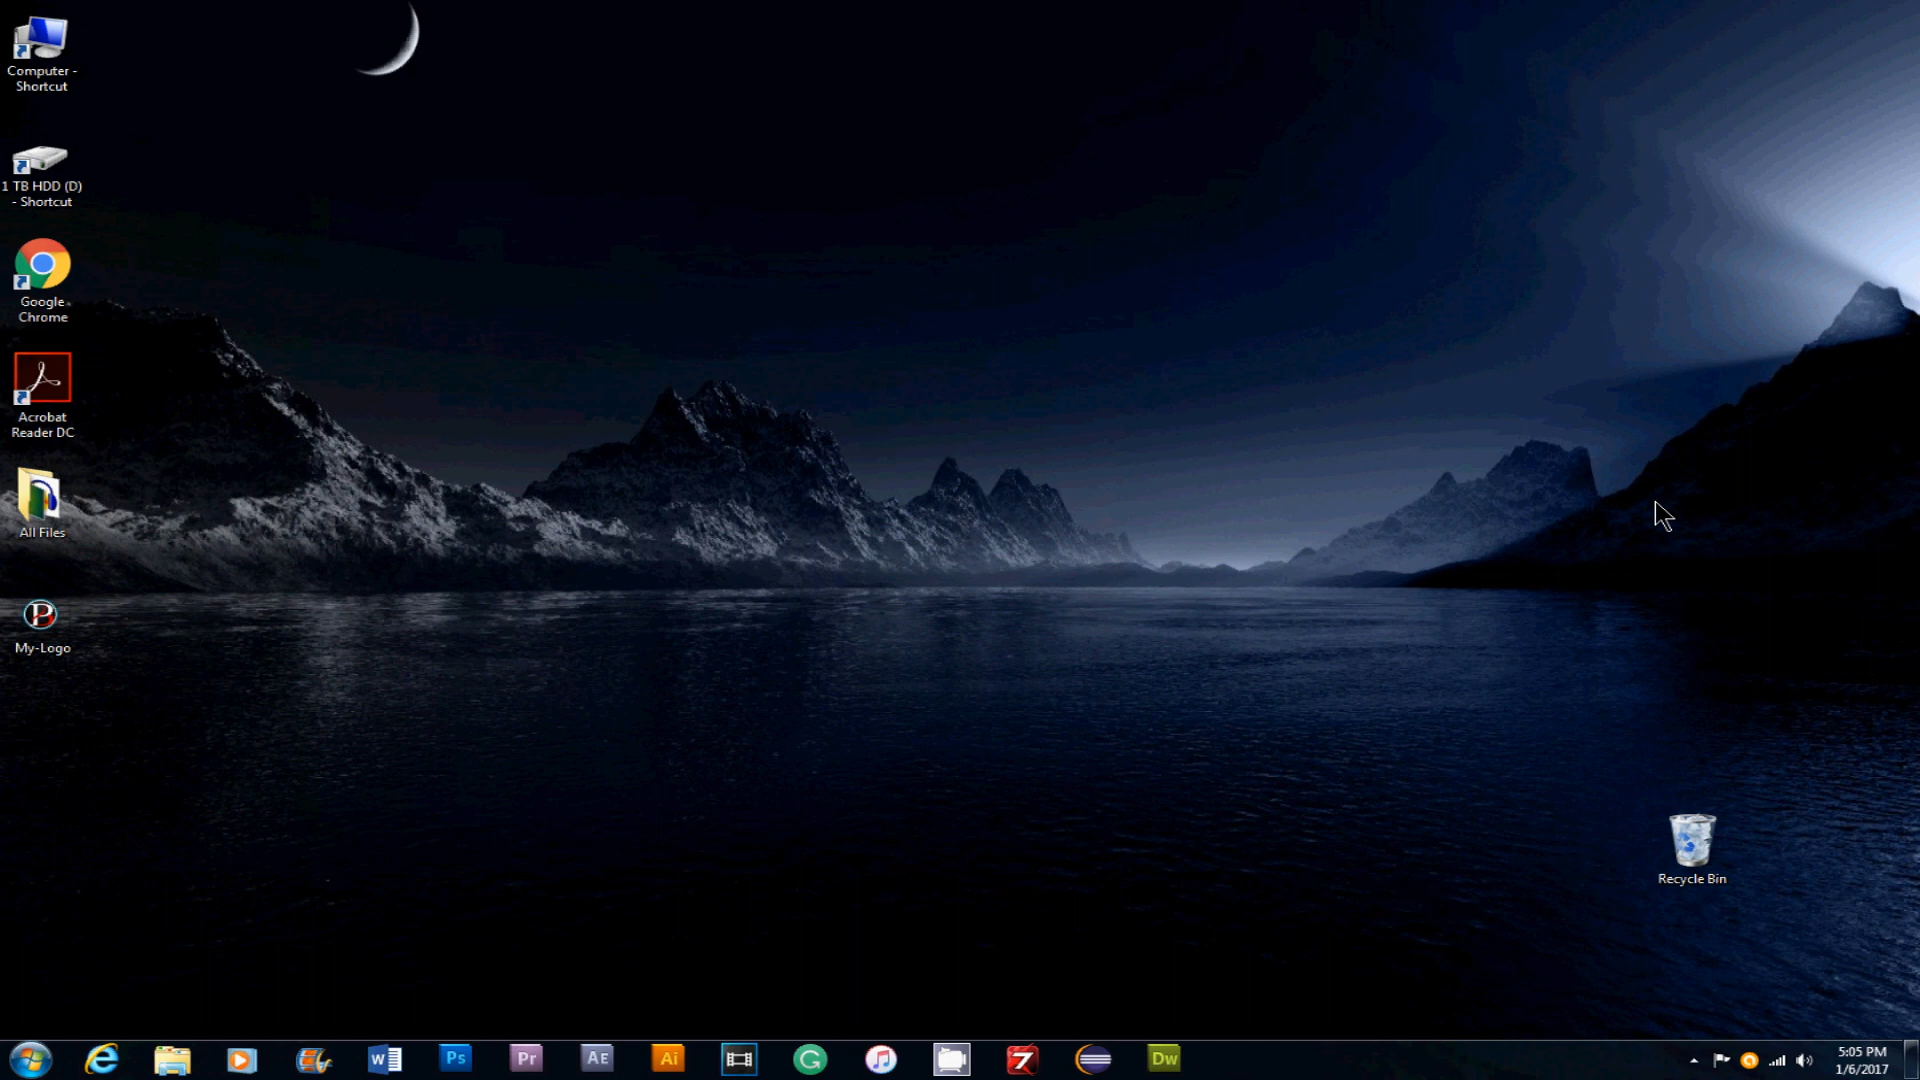 Computer -
Shortcut
1 TB HDD (D)
- Shortcut
Google
Chrome
Acrobat
Reader DC
All Files
B
My-Logo
Recycle Bin
W
Ps
Pr
AE
Ai
G
7
Dw
5:05 PM
1/6/2017